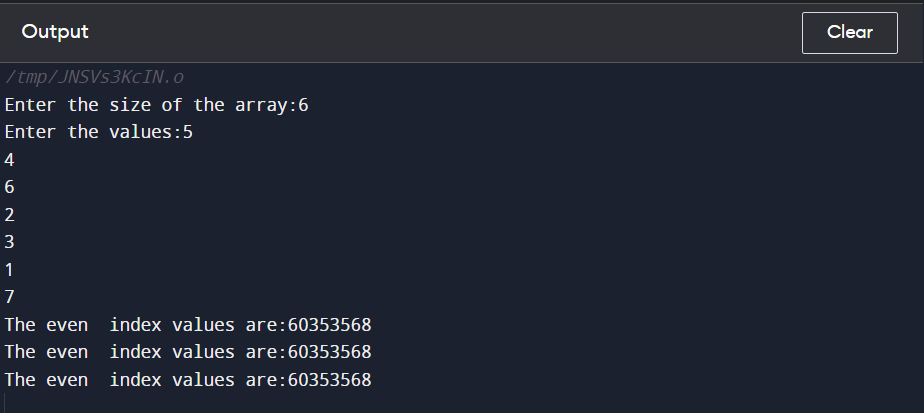 Output
Clear
/tmp/JNSVs3KcIN.o
Enter the size of the array:6
Enter the values:5
4
6
2
3
1
7
The even  index values are:60353568
The even  index values are:60353568
The even  index values are:60353568